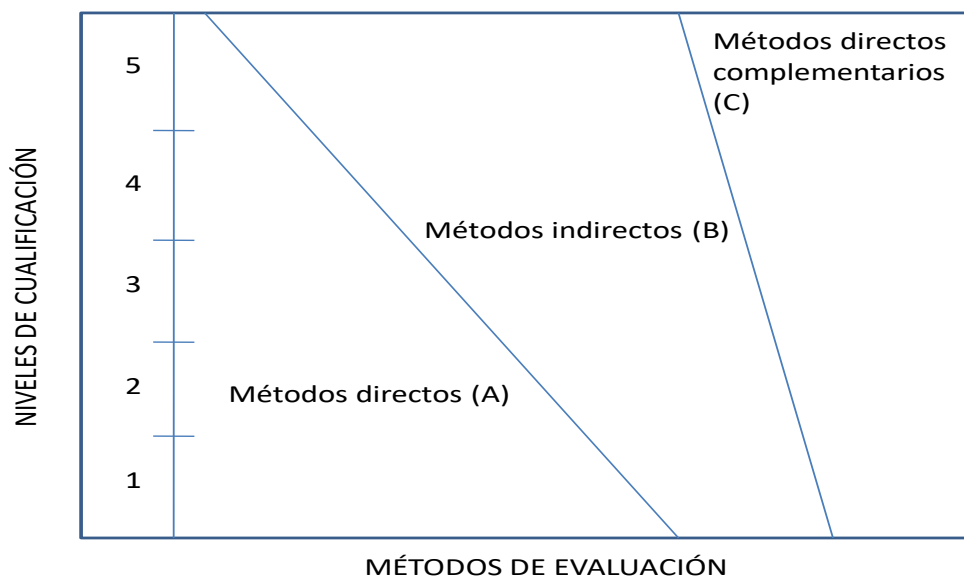 Métodos directos
complementarios
(C)
5
4
3
2
1
NIVELES DE CUALIFICACIÓN
Métodos indirectos (B)
Métodos directos (A)
MÉTODOS DE EVALUACIÓN